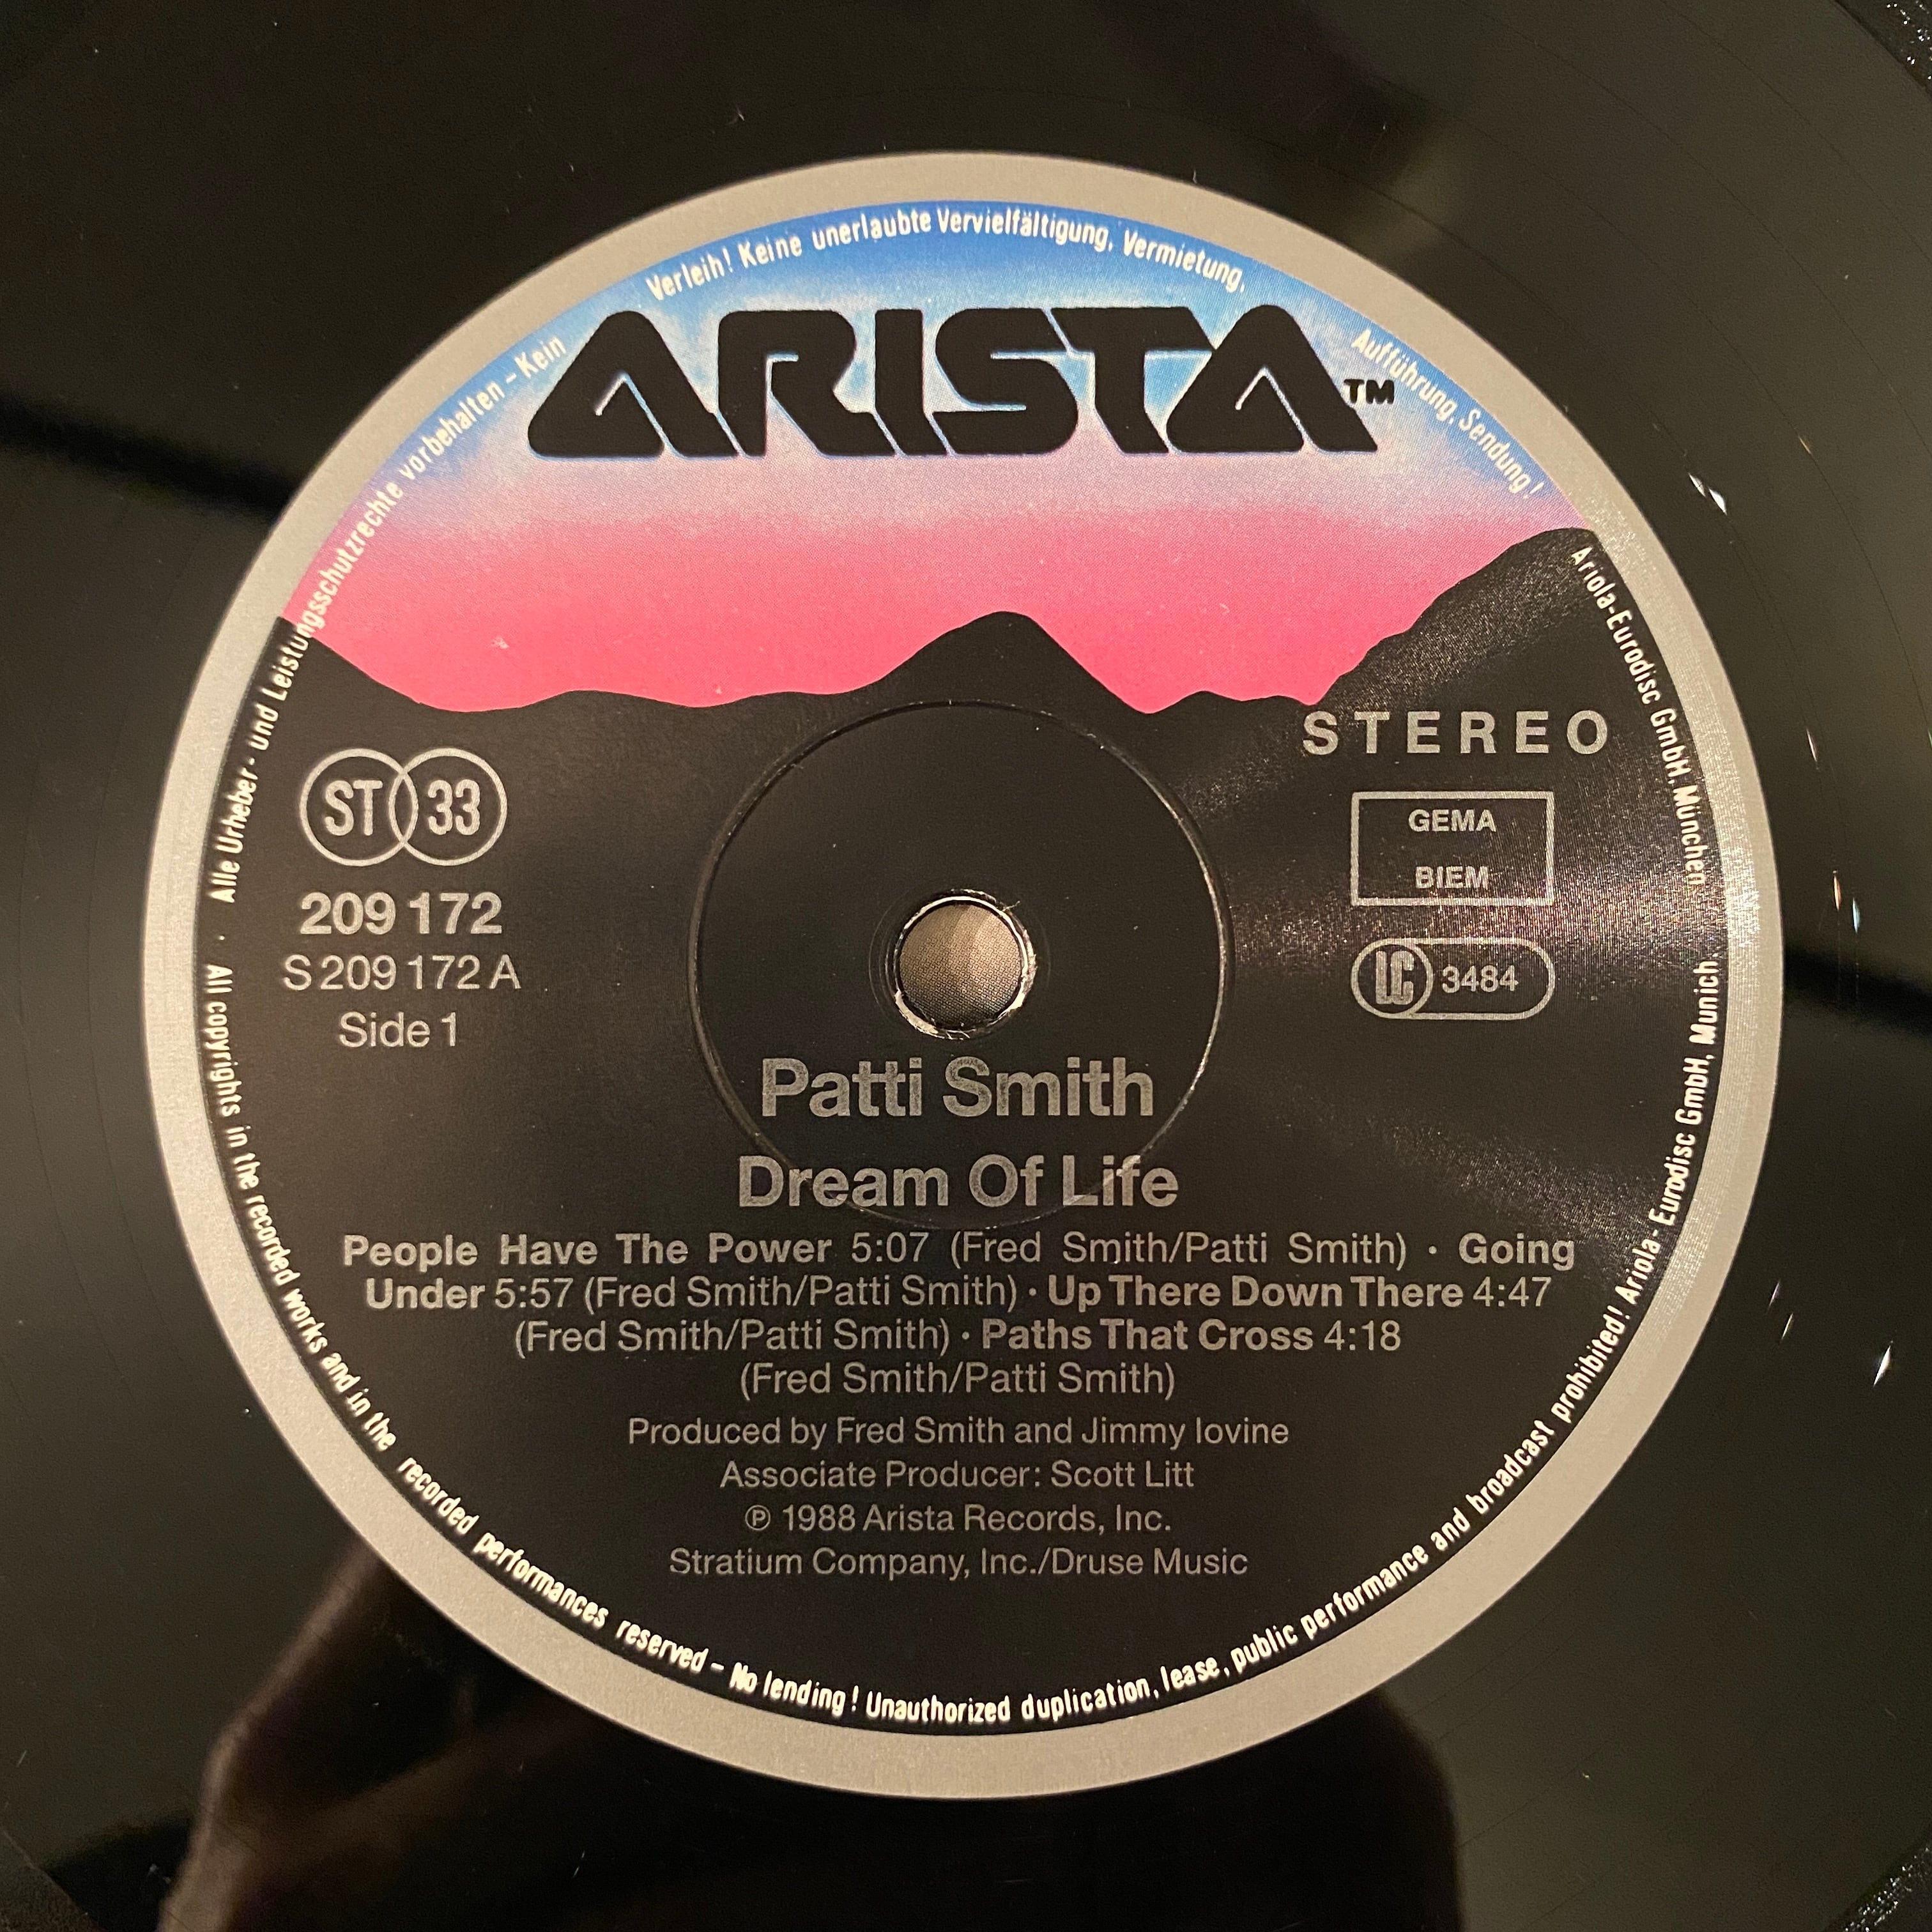 ARISTA™
STEREO
ST 33
209 172
S 209 172 A
Side 1
GEMA
BIEM
LC 3484
Patti Smith
Dream Of Life
People Have The Power 5:07 (Fred Smith/Patti Smith) · Going
Under 5:57 (Fred Smith/Patti Smith) · Up There Down There 4:47
(Fred Smith/Patti Smith) · Paths That Cross 4:18
(Fred Smith/Patti Smith)
Produced by Fred Smith and Jimmy Iovine
Associate Producer: Scott Litt
℗ 1988 Arista Records, Inc.
Stratium Company, Inc./Druse Music
Alle Urheber- und Leistungsschutzrechte vorbehalten – Kein Verleih! Keine unerlaubte Vervielfältigung, Vermietung, Aufführung, Sendung! Ariola-Eurodisc GmbH, München.
· All copyrights in the recorded works and in the recorded performances reserved – No lending! Unauthorized duplication, lease, public performance and broadcast prohibited! Ariola-Eurodisc GmbH, Munich.